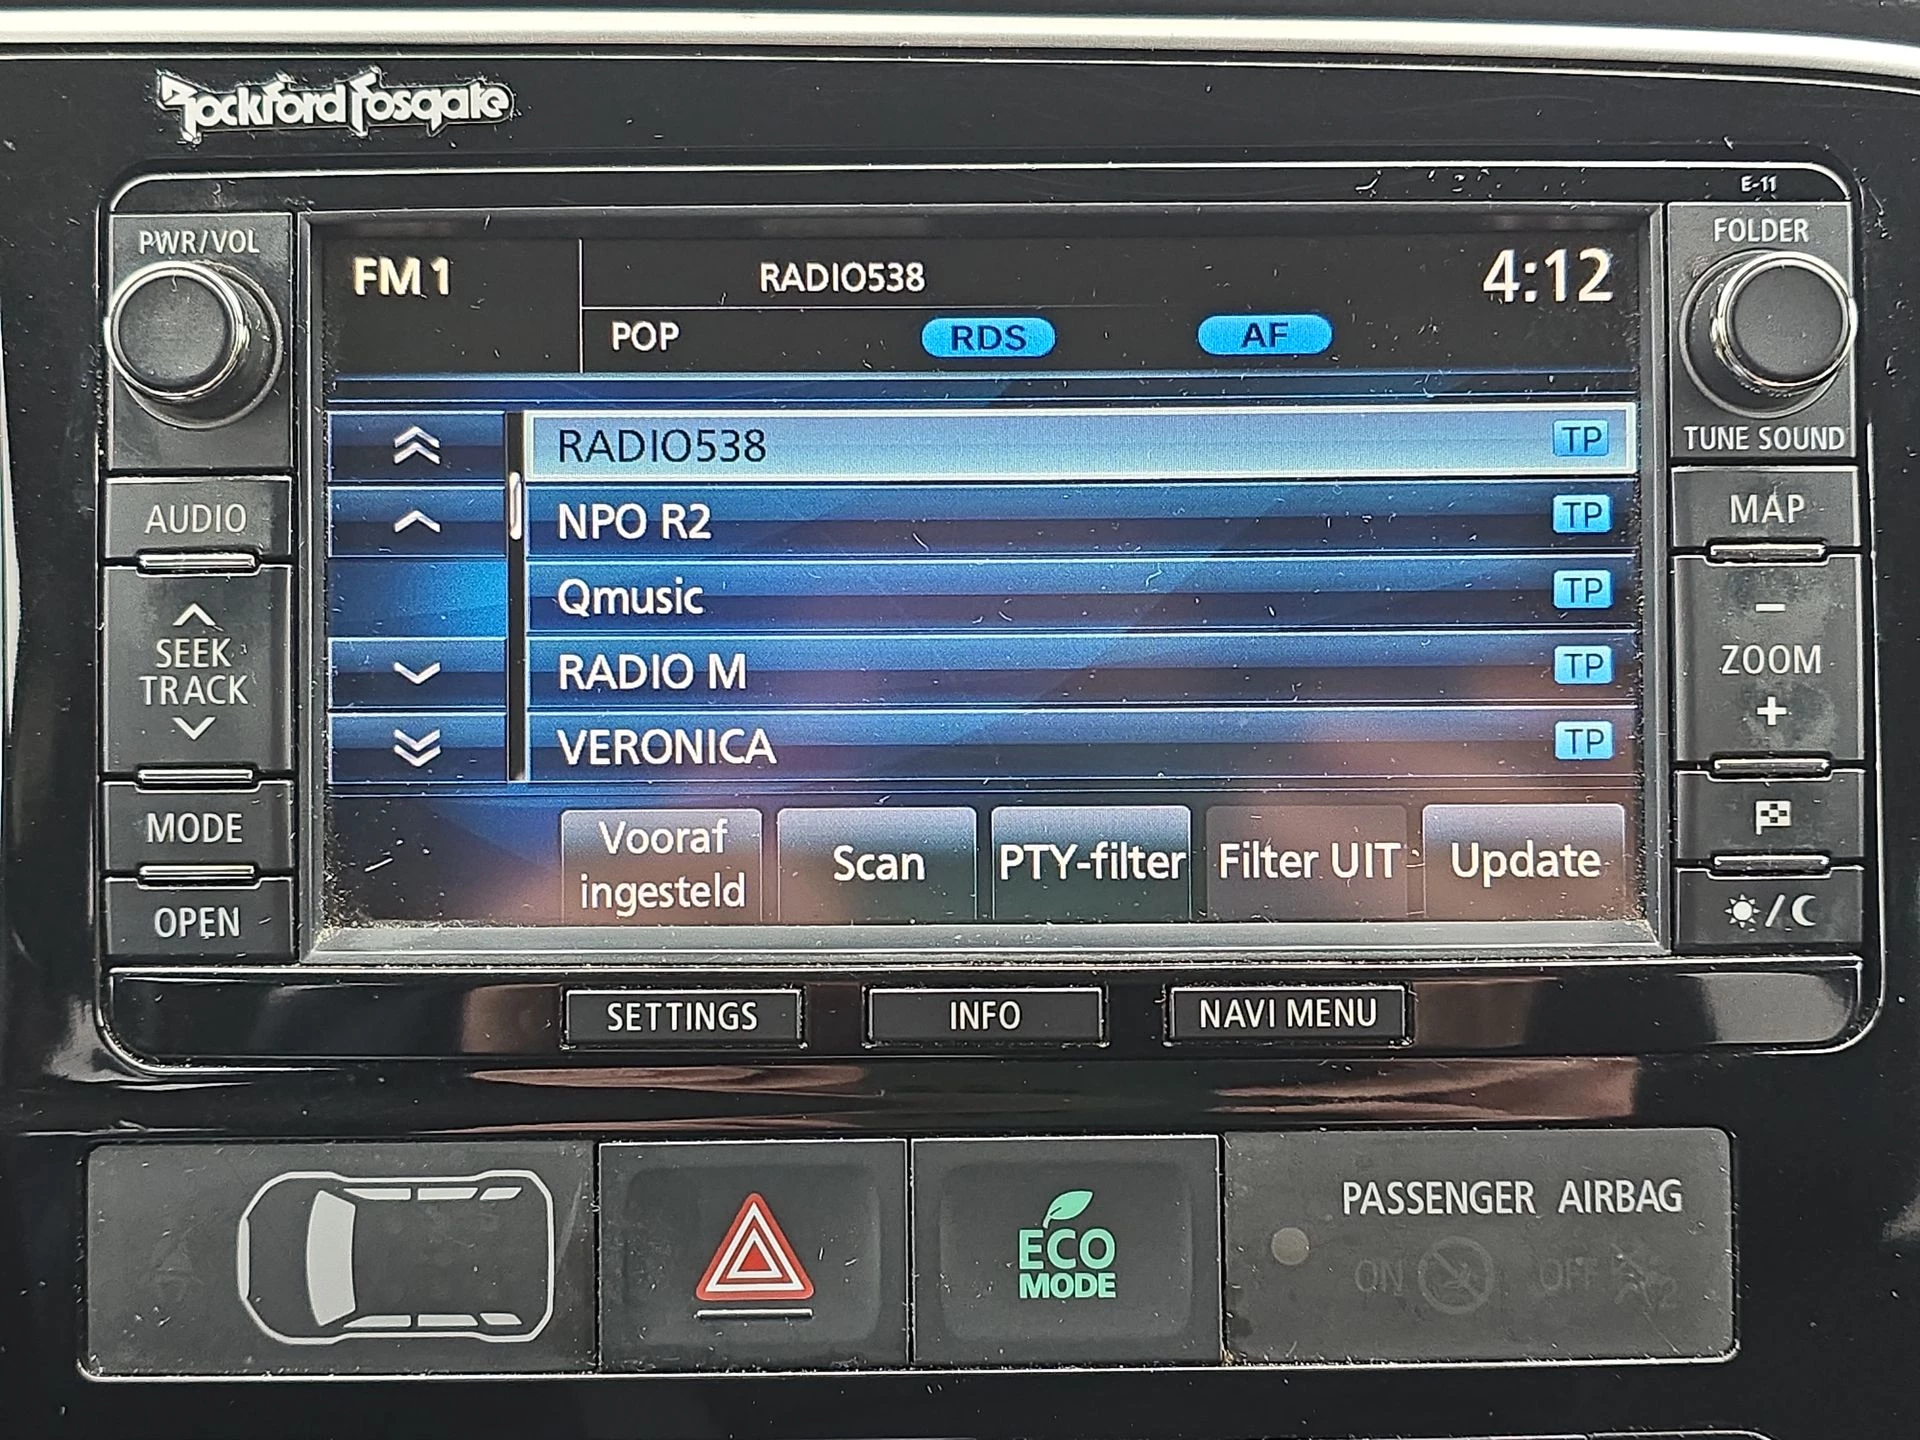 Rockford Fosgate
E-11
PWR/VOL
FOLDER
FM 1
RADIO538
4:12
POP
RDS
AF
TUNE SOUND
RADIO538 TP
NPO R2 TP
Qmusic TP
RADIO M TP
VERONICA TP
AUDIO
MAP
SEEK
TRACK
ZOOM
MODE
OPEN
Vooraf
ingesteld
Scan
PTY-filter
Filter UIT
Update
SETTINGS
INFO
NAVI MENU
ECO
MODE
PASSENGER AIRBAG
ON OFF